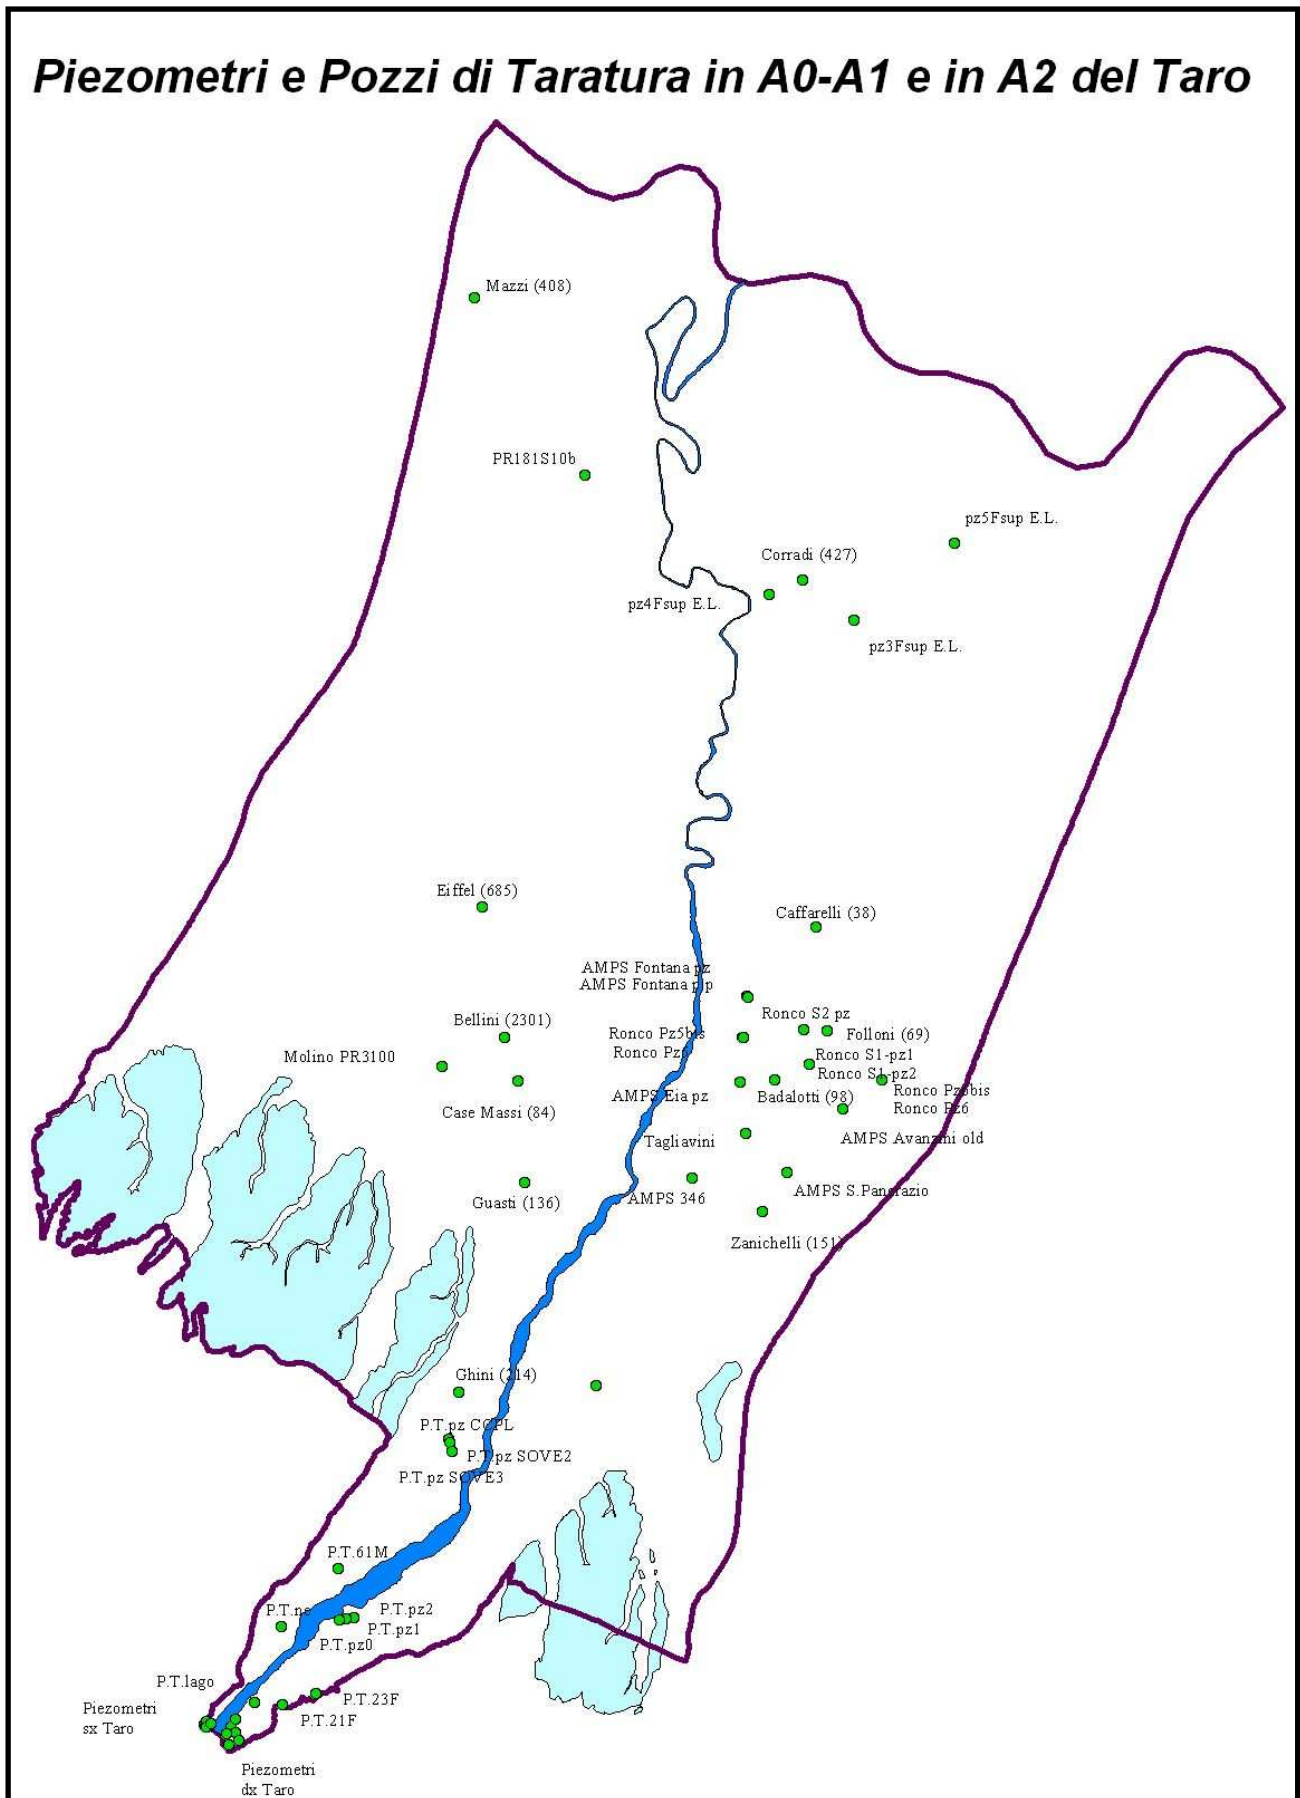 Piezometri e Pozzi di Taratura in A0-A1 e in A2 del Taro
Mazzi (408)
PR181S10b
pz5Fsup E.L.
Corradi (427)
pz4Fsup E.L.
pz3Fsup E.L.
Eiffel (685)
Caffarelli (38)
AMPS Fontana pz
AMPS Fontana p p
Ronco S2 pz
Bellini (2301)
Ronco Pz5bis
Folloni (69)
Ronco Pz
Molino PR3100
Ronco S1-pz1
Ronco S1-pz2
Ronco Pz6bis
AMPS Eia pz
Badalotti (98)
Ronco Pz6
Case Massi (84)
AMPS Avanzini old
Tagliavini
AMPS S.Pancrazio
AMPS 346
Guasti (136)
Zanichelli (151)
Ghini (214)
P.T.pz CCPL
P.T.pz SOVE2
P.T.pz SOVE3
P.T.61M
P.T.ne
P.T.pz2
P.T.pz1
P.T.pz0
P.T.lago
P.T.23F
Piezometri
sx Taro
P.T.21F
Piezometri
dx Taro